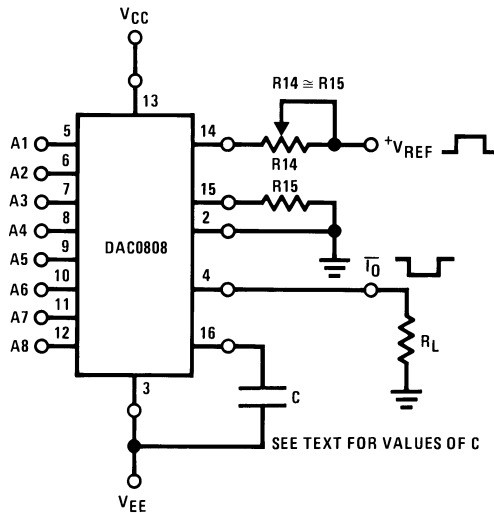 VCC
13
R14 ≅ R15
A1 5
14
R14
+VREF
A2 6
A3 7
15
R15
A4 8
2
DAC0808
A5 9
A6 10
4
I̅O̅
A7 11
A8 12
16
RL
C
3
SEE TEXT FOR VALUES OF C
VEE